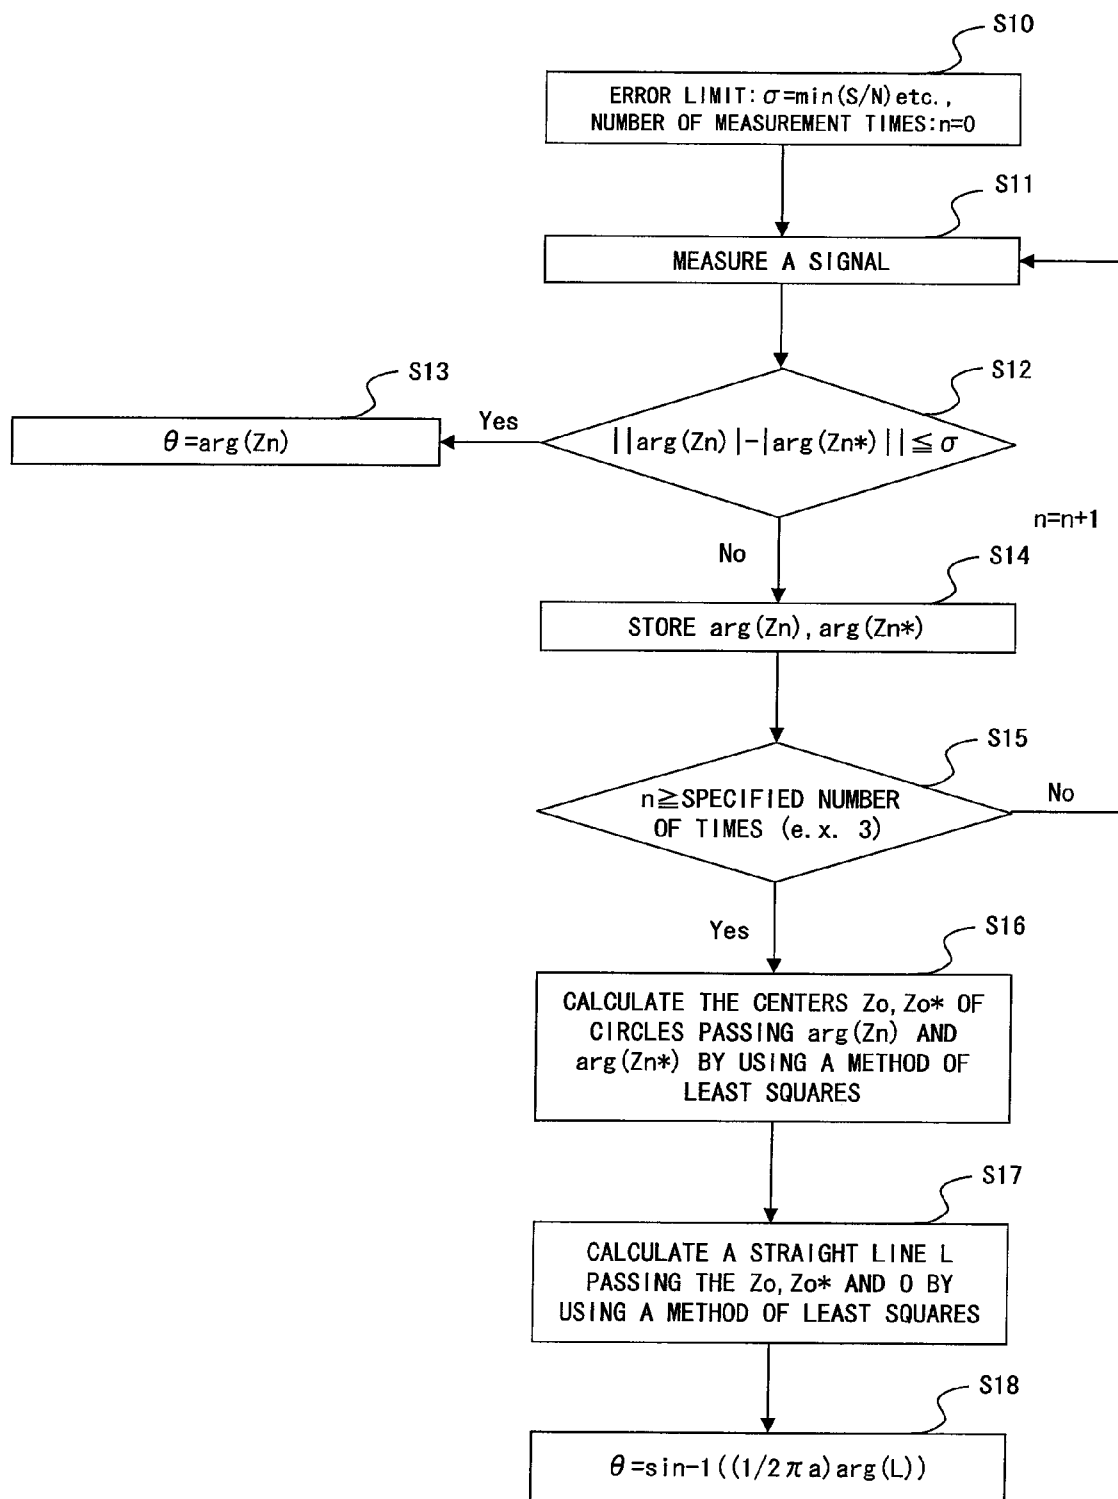 S10
ERROR LIMIT:σ=min(S/N)etc.,
NUMBER OF MEASUREMENT TIMES:n=0
S11
MEASURE A SIGNAL
S12
||arg(Zn)|-|arg(Zn*)||≦σ
S13
Yes
θ=arg(Zn)
n=n+1
No
S14
STORE arg(Zn),arg(Zn*)
S15
n≧SPECIFIED NUMBER
OF TIMES (e.x. 3)
No
Yes
S16
CALCULATE THE CENTERS Zo,Zo* OF
CIRCLES PASSING arg(Zn) AND
arg(Zn*) BY USING A METHOD OF
LEAST SQUARES
S17
CALCULATE A STRAIGHT LINE L
PASSING THE Zo,Zo* AND O BY
USING A METHOD OF LEAST SQUARES
S18
θ=sin-1((1/2πa)arg(L))